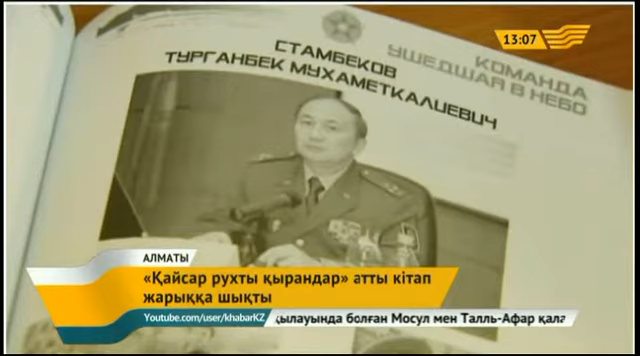 13:07
СТАМБЕКОВ
ТУРГАНБЕК МУХАМЕТКАЛИЕВИЧ
КОМАНДА
УШЕДШАЯ В НЕБО
АЛМАТЫ
«Қайсар рухты қырандар» атты кітап
жарыққа шықты
Youtube.com/user/khabarKZ
қылауында болған Мосул мен Талль-Афар қала